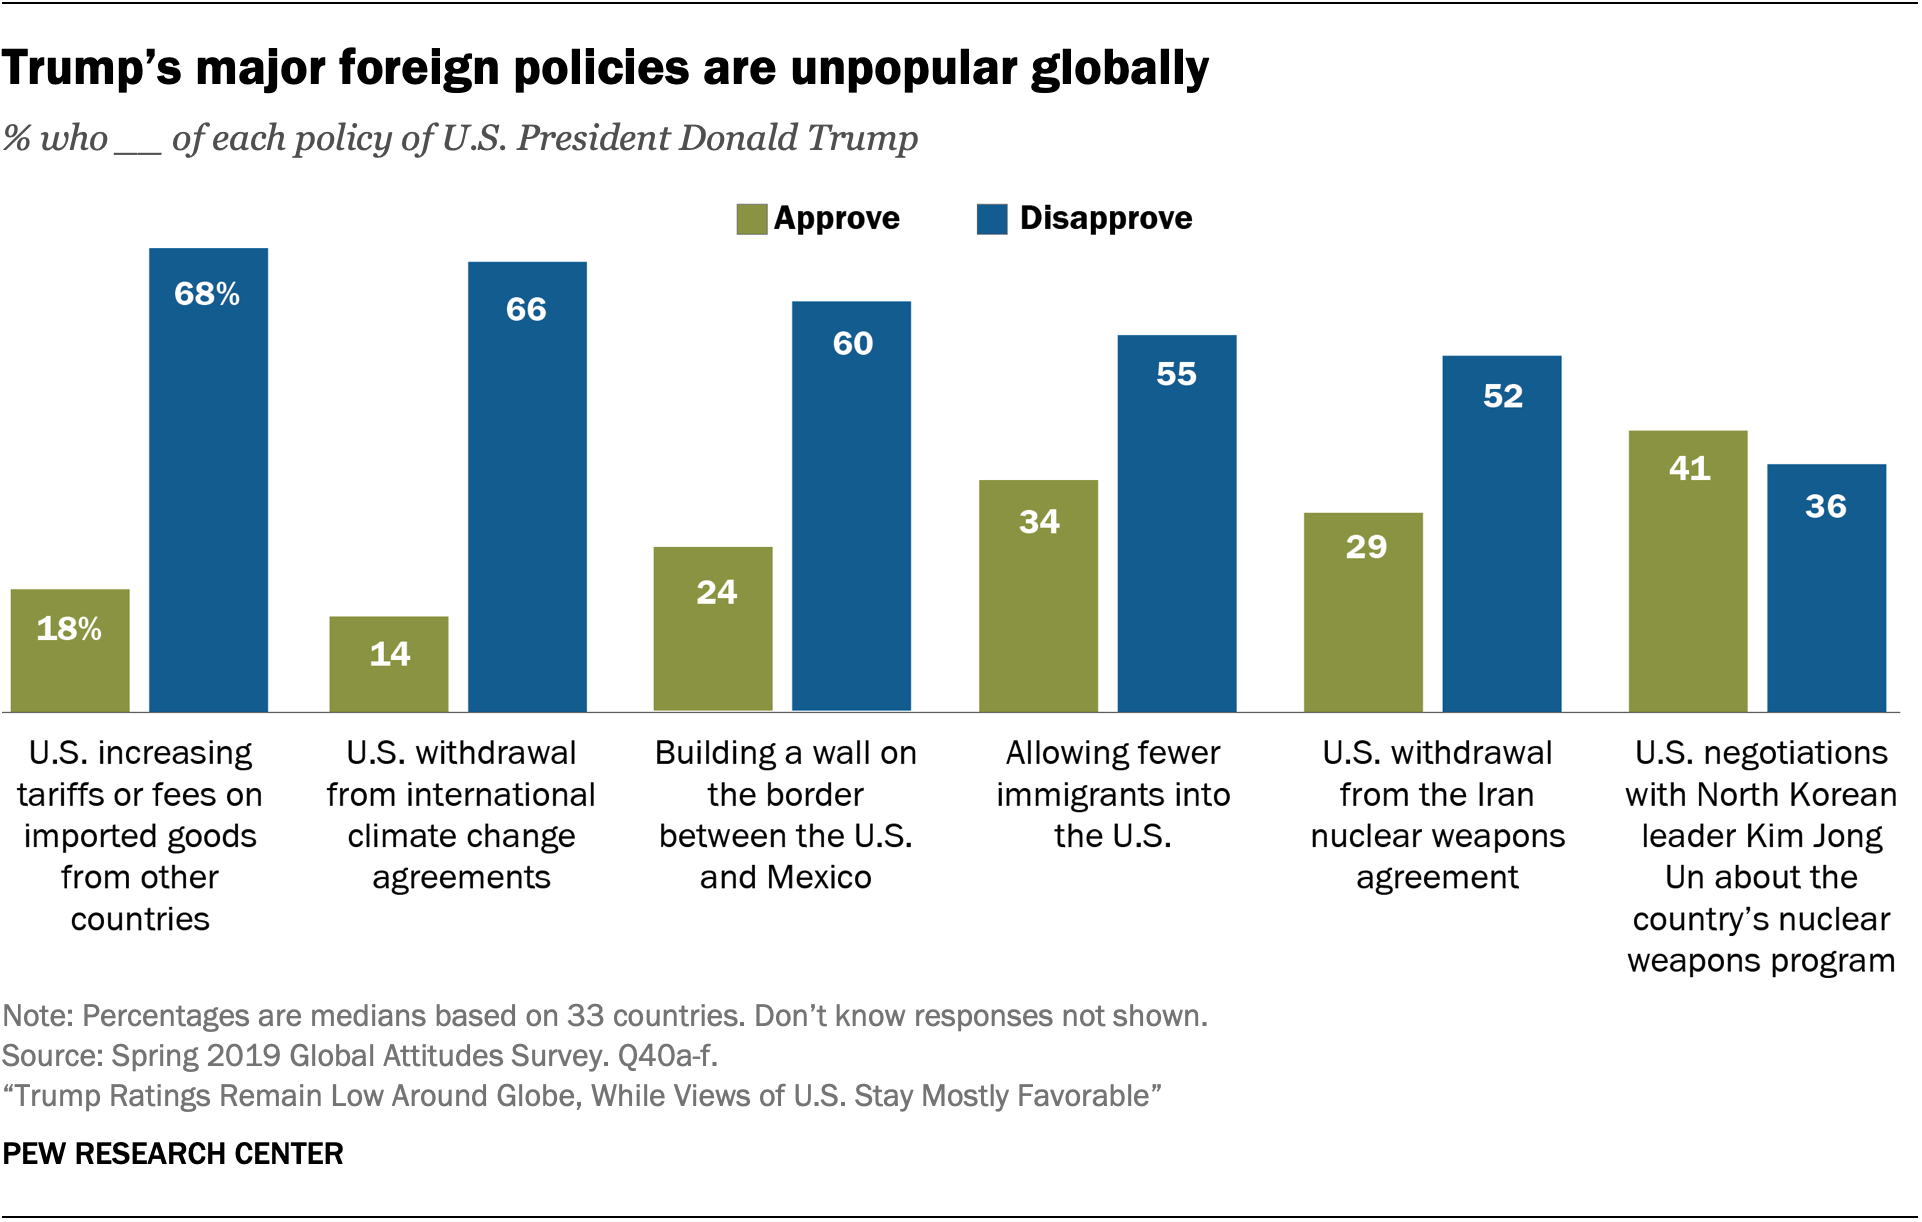 Trump’s major foreign policies are unpopular globally
% who __ of each policy of U.S. President Donald Trump
Approve
Disapprove
18%
68%
14
66
24
60
34
55
29
52
41
36
U.S. increasing
tariffs or fees on
imported goods
from other
countries
U.S. withdrawal
from international
climate change
agreements
Building a wall on
the border
between the U.S.
and Mexico
Allowing fewer
immigrants into
the U.S.
U.S. withdrawal
from the Iran
nuclear weapons
agreement
U.S. negotiations
with North Korean
leader Kim Jong
Un about the
country’s nuclear
weapons program
Note: Percentages are medians based on 33 countries. Don’t know responses not shown.
Source: Spring 2019 Global Attitudes Survey. Q40a-f.
“Trump Ratings Remain Low Around Globe, While Views of U.S. Stay Mostly Favorable”
PEW RESEARCH CENTER